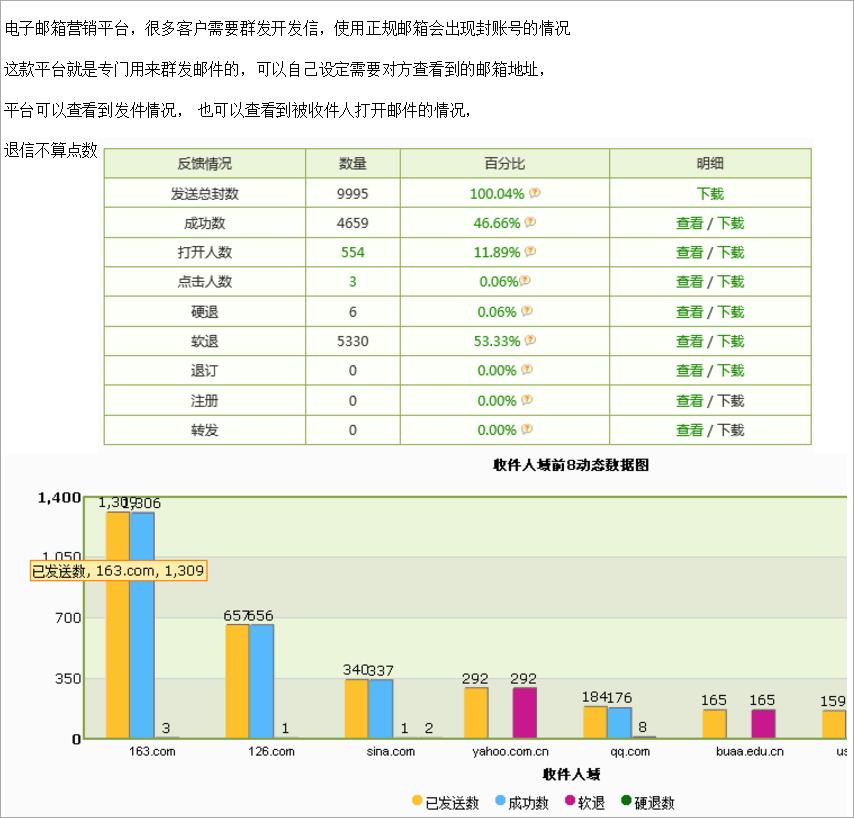 电子邮箱营销平台，很多客户需要群发开发信，使用正规邮箱会出现封账号的情况
这款平台就是专门用来群发邮件的，可以自己设定需要对方查看到的邮箱地址，
平台可以查看到发件情况， 也可以查看到被收件人打开邮件的情况，
退信不算点数
反馈情况 数量 百分比 明细
发送总封数 9995 100.04% 下载
成功数 4659 46.66% 查看 / 下载
打开人数 554 11.89% 查看 / 下载
点击人数 3 0.06% 查看 / 下载
硬退 6 0.06% 查看 / 下载
软退 5330 53.33% 查看 / 下载
退订 0 0.00% 查看 / 下载
注册 0 0.00% 查看 / 下载
转发 0 0.00% 查看 / 下载
收件人域前8动态数据图
1,400 1,309 1,306
1,050
已发送数, 163.com, 1,309
700 657 656
350 340 337 292 292
184 176 165 165 159
0 3 1 1 2 8
163.com 126.com sina.com yahoo.com.cn qq.com buaa.edu.cn us
收件人域
已发送数 成功数 软退 硬退数